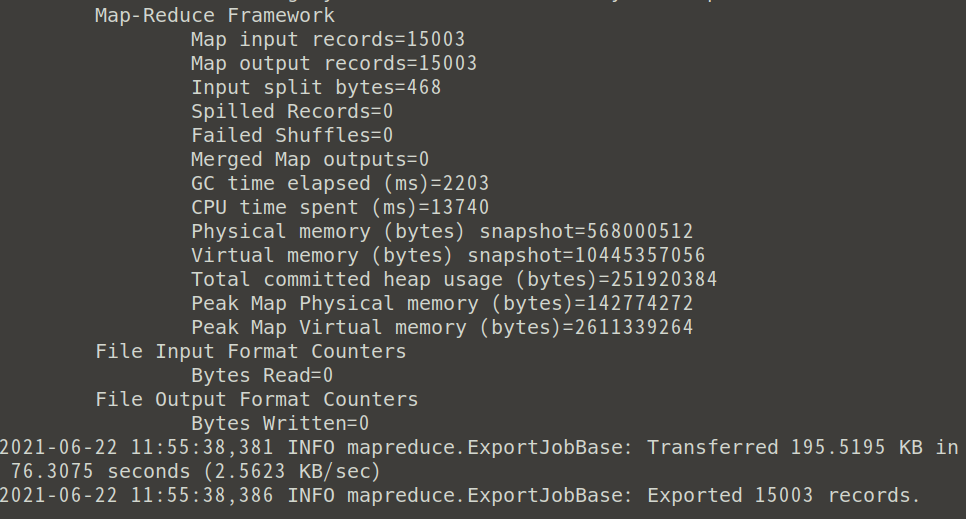 Map-Reduce Framework
Map input records=15003
Map output records=15003
Input split bytes=468
Spilled Records=0
Failed Shuffles=0
Merged Map outputs=0
GC time elapsed (ms)=2203
CPU time spent (ms)=13740
Physical memory (bytes) snapshot=568000512
Virtual memory (bytes) snapshot=10445357056
Total committed heap usage (bytes)=251920384
Peak Map Physical memory (bytes)=142774272
Peak Map Virtual memory (bytes)=2611339264
File Input Format Counters
Bytes Read=0
File Output Format Counters
Bytes Written=0
2021-06-22 11:55:38,381 INFO mapreduce.ExportJobBase: Transferred 195.5195 KB in
76.3075 seconds (2.5623 KB/sec)
2021-06-22 11:55:38,386 INFO mapreduce.ExportJobBase: Exported 15003 records.